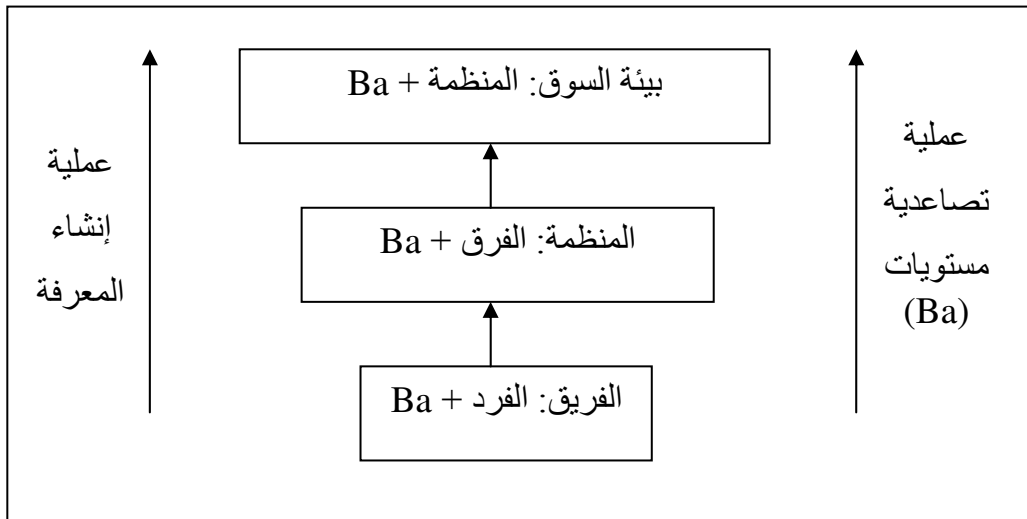 بيئة السوق: المنظمة + Ba
عملية
تصاعدية
مستويات
(Ba)
المنظمة: الفرق + Ba
عملية
إنشاء
المعرفة
الفريق: الفرد + Ba